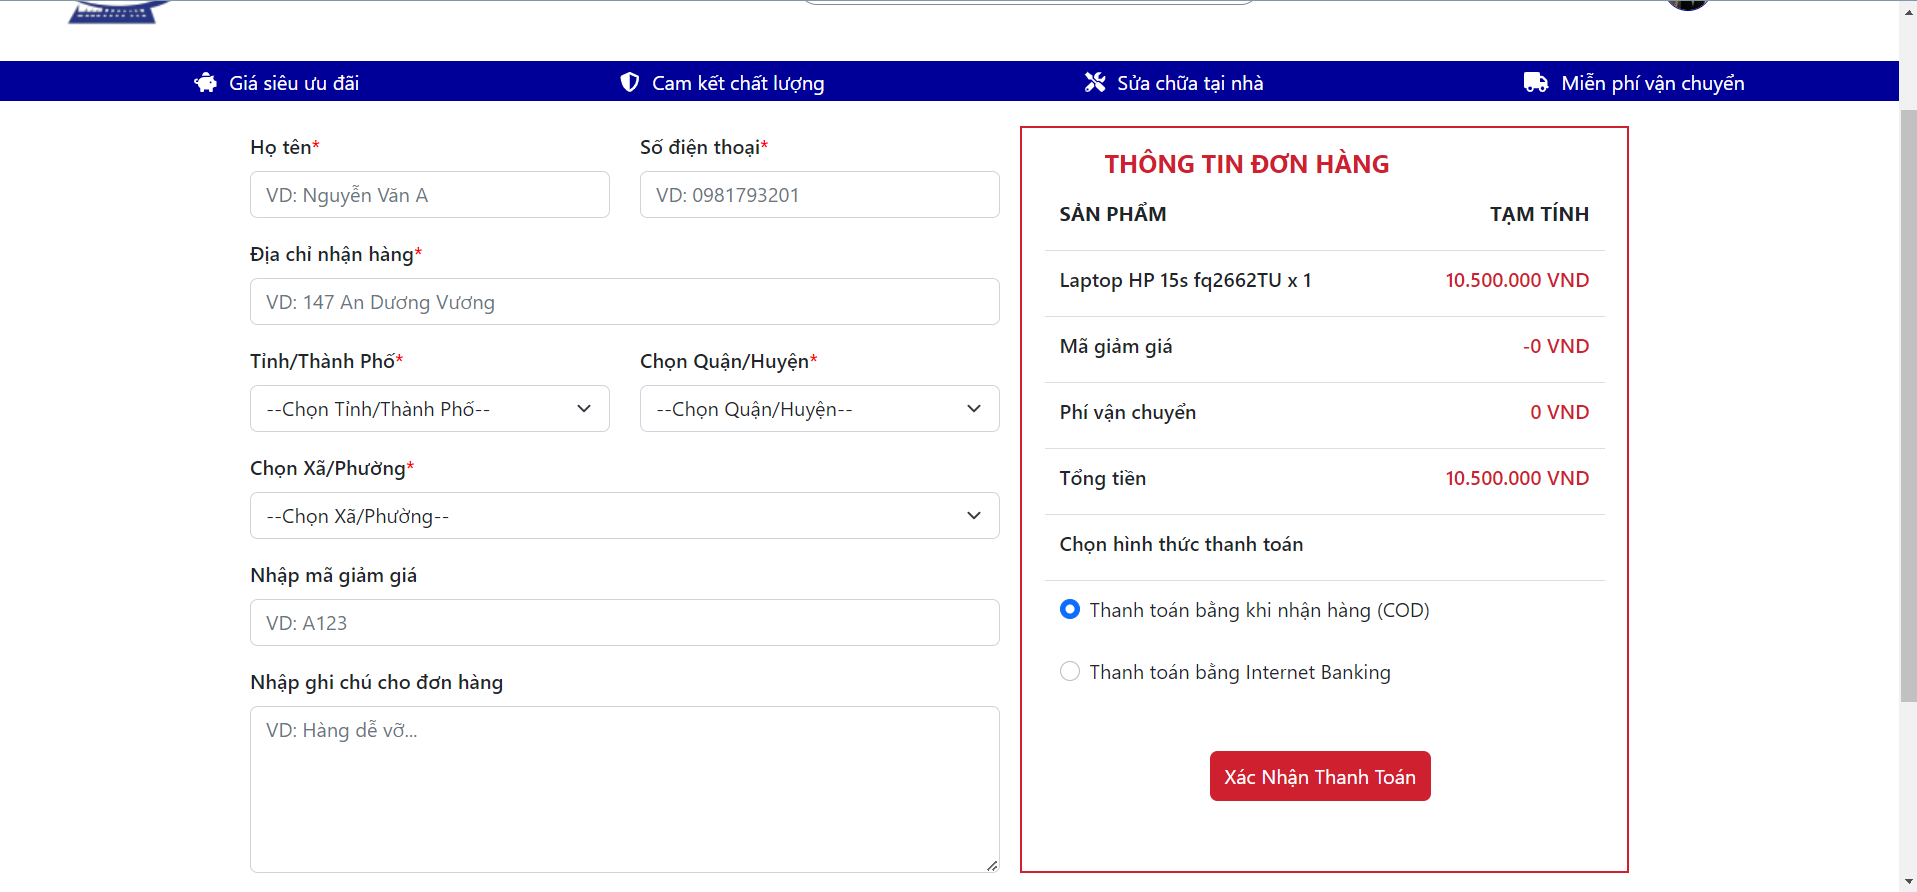 Giá siêu ưu đãi
Cam kết chất lượng
Sửa chữa tại nhà
Miễn phí vận chuyển
Họ tên*
Số điện thoại*
VD: Nguyễn Văn A
VD: 0981793201
Địa chỉ nhận hàng*
VD: 147 An Dương Vương
Tỉnh/Thành Phố*
Chọn Quận/Huyện*
--Chọn Tỉnh/Thành Phố--
--Chọn Quận/Huyện--
Chọn Xã/Phường*
--Chọn Xã/Phường--
Nhập mã giảm giá
VD: A123
Nhập ghi chú cho đơn hàng
VD: Hàng dễ vỡ...
THÔNG TIN ĐƠN HÀNG
SẢN PHẨM TẠM TÍNH
Laptop HP 15s fq2662TU x 1 10.500.000 VND
Mã giảm giá -0 VND
Phí vận chuyển 0 VND
Tổng tiền 10.500.000 VND
Chọn hình thức thanh toán
Thanh toán bằng khi nhận hàng (COD)
Thanh toán bằng Internet Banking
Xác Nhận Thanh Toán